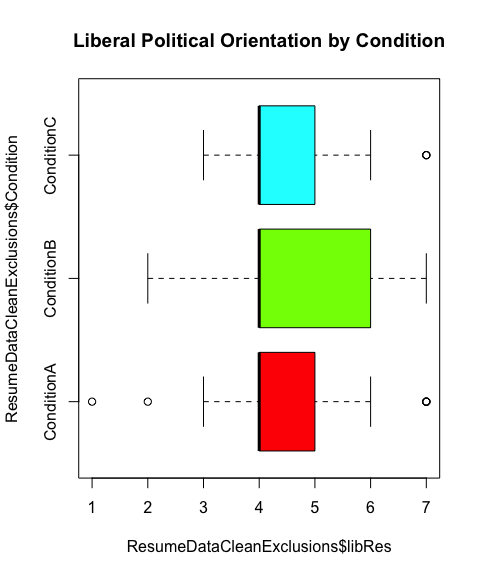 Liberal Political Orientation by Condition
ResumeDataCleanExclusions$Condition
ConditionC
ConditionB
ConditionA
1 2 3 4 5 6 7
ResumeDataCleanExclusions$libRes